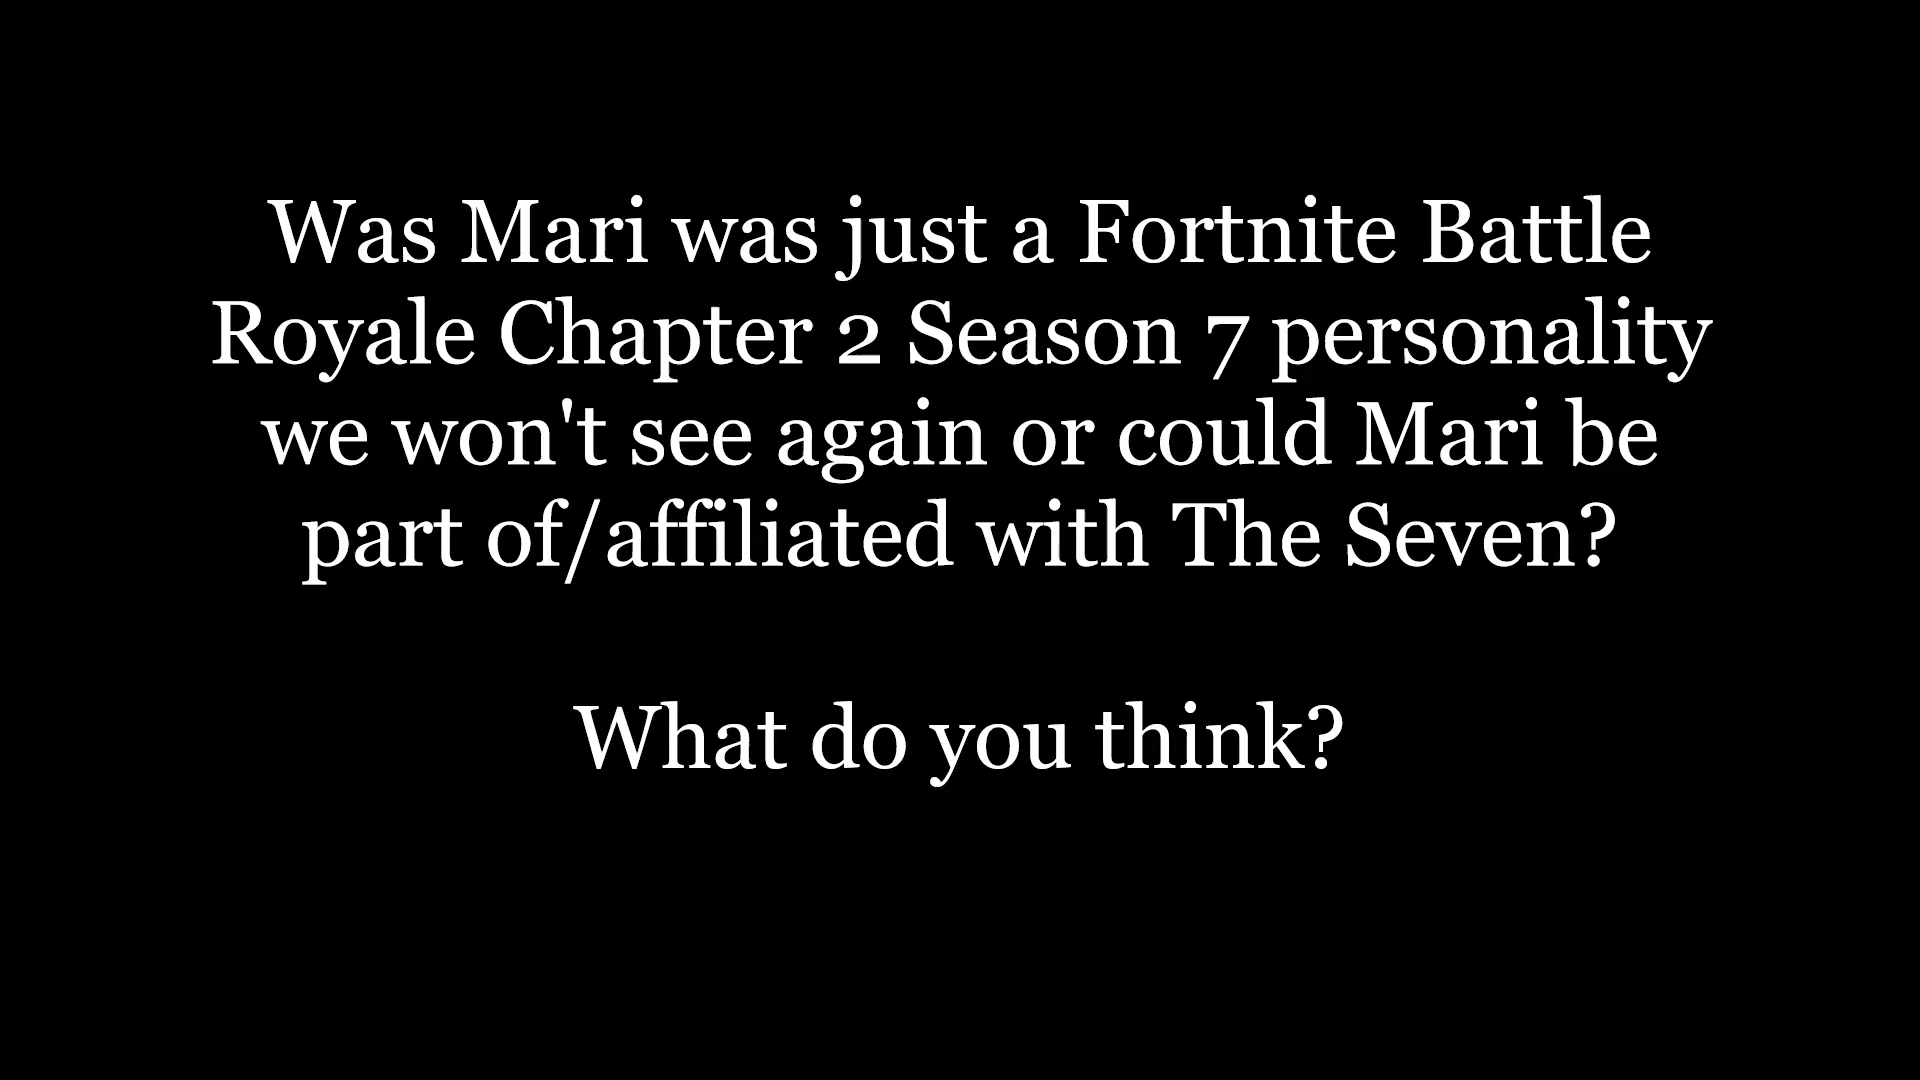 Was Mari was just a Fortnite Battle
Royale Chapter 2 Season 7 personality
we won't see again or could Mari be
part of/affiliated with The Seven?
What do you think?